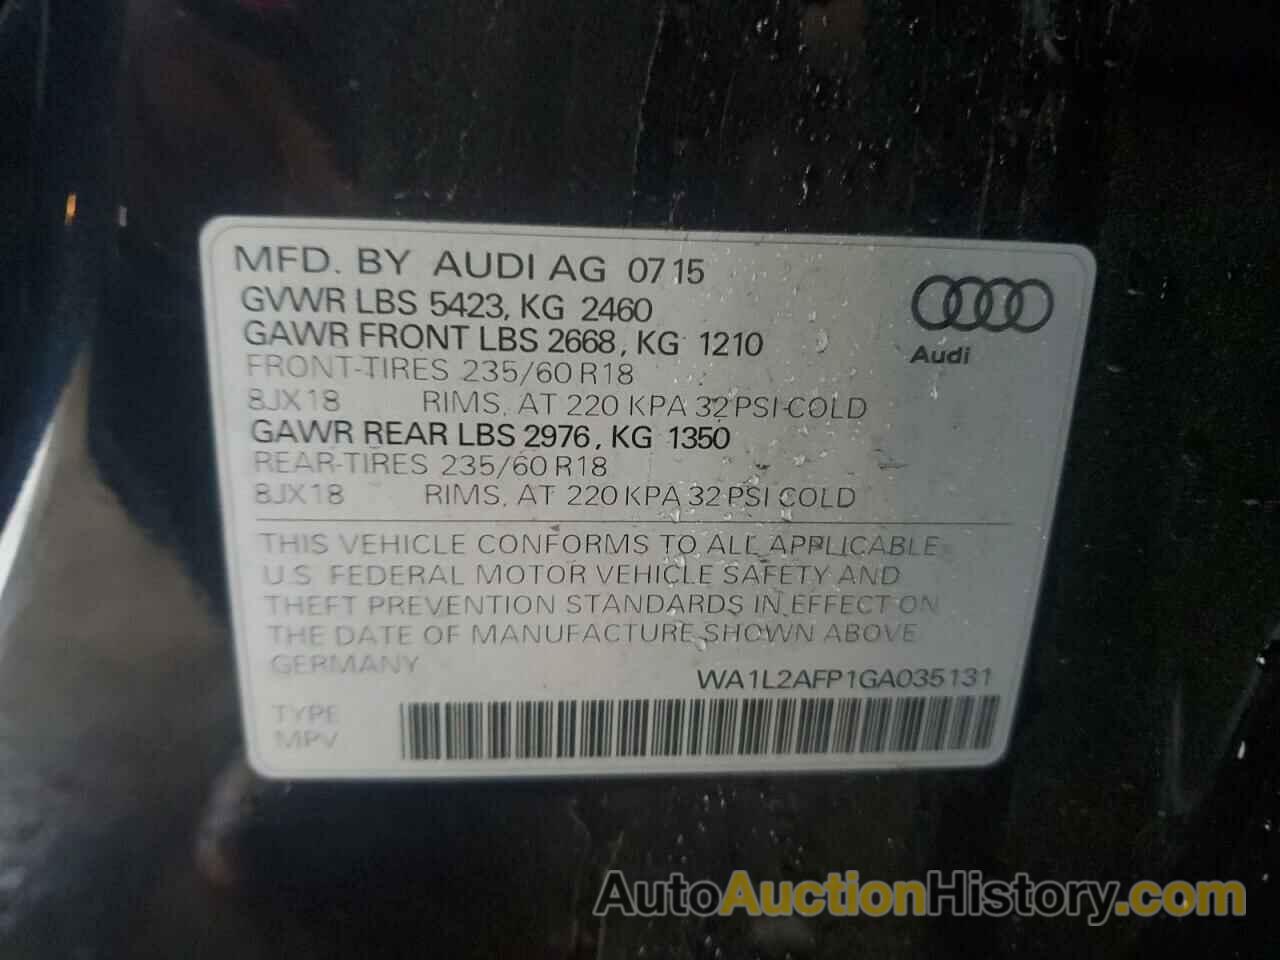 MFD. BY AUDI AG 07 15
GVWR LBS 5423, KG 2460
GAWR FRONT LBS 2668, KG 1210
FRONT-TIRES 235/60 R18
8JX18 RIMS, AT 220 KPA 32 PSI COLD
GAWR REAR LBS 2976, KG 1350
REAR-TIRES 235/60 R18
8JX18 RIMS, AT 220 KPA 32 PSI COLD
Audi
THIS VEHICLE CONFORMS TO ALL APPLICABLE
U.S FEDERAL MOTOR VEHICLE SAFETY AND
THEFT PREVENTION STANDARDS IN EFFECT ON
THE DATE OF MANUFACTURE SHOWN ABOVE
GERMANY
WA1L2AFP1GA035131
TYPE
MPV
AutoAuctionHistory.com